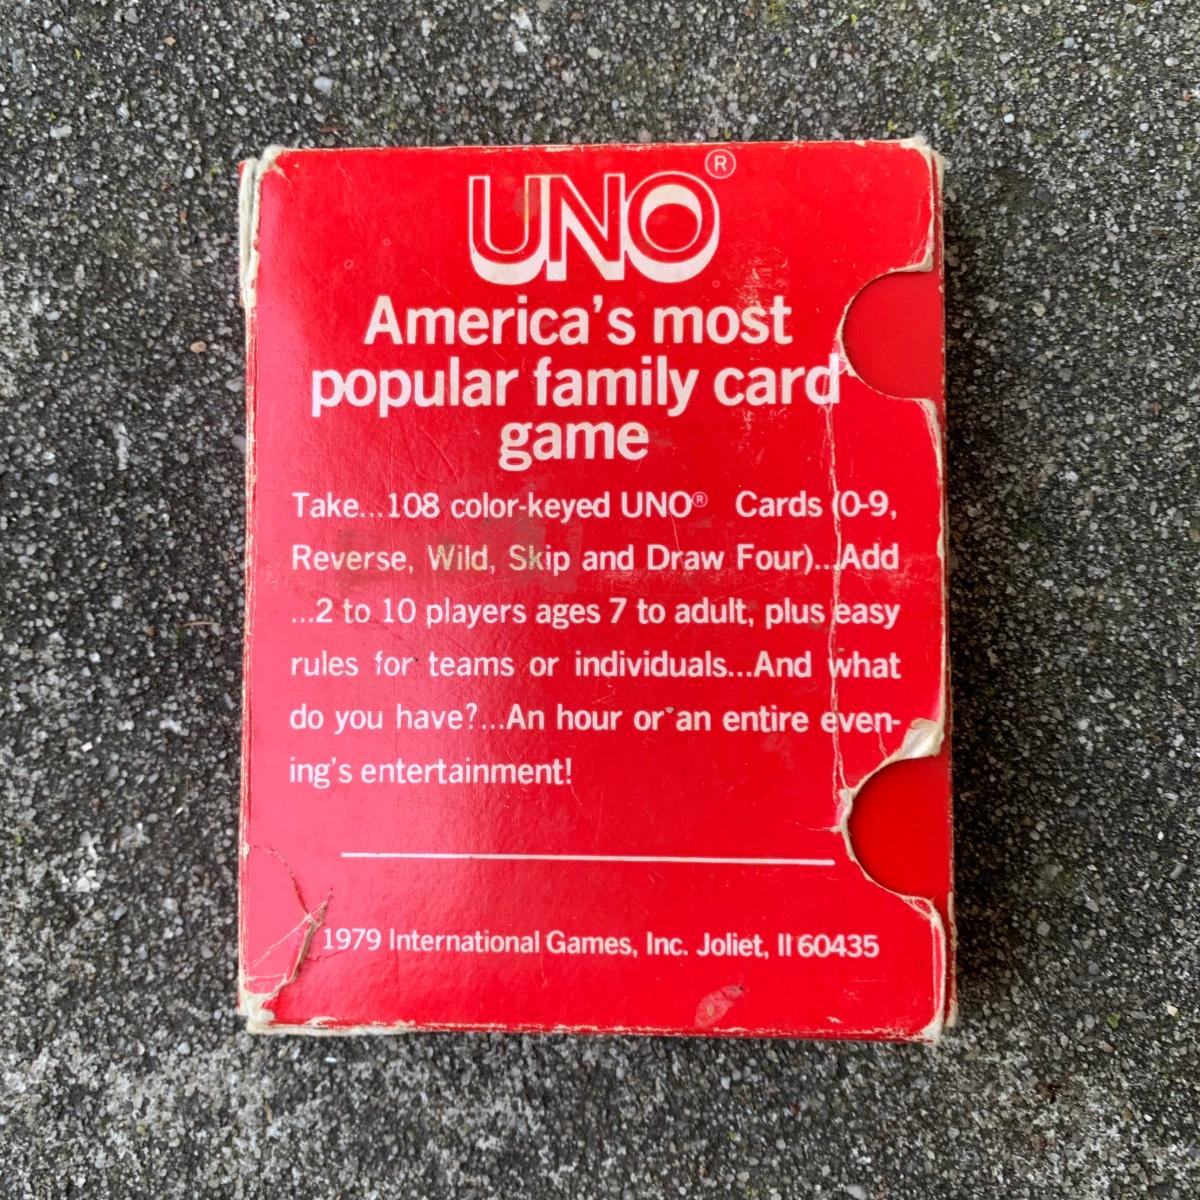 UNO®
America's most
popular family card
game
Take...108 color-keyed UNO® Cards (0-9,
Reverse, Wild, Skip and Draw Four)...Add
...2 to 10 players ages 7 to adult, plus easy
rules for teams or individuals...And what
do you have?...An hour or an entire even-
ing's entertainment!
1979 International Games, Inc. Joliet, Il 60435